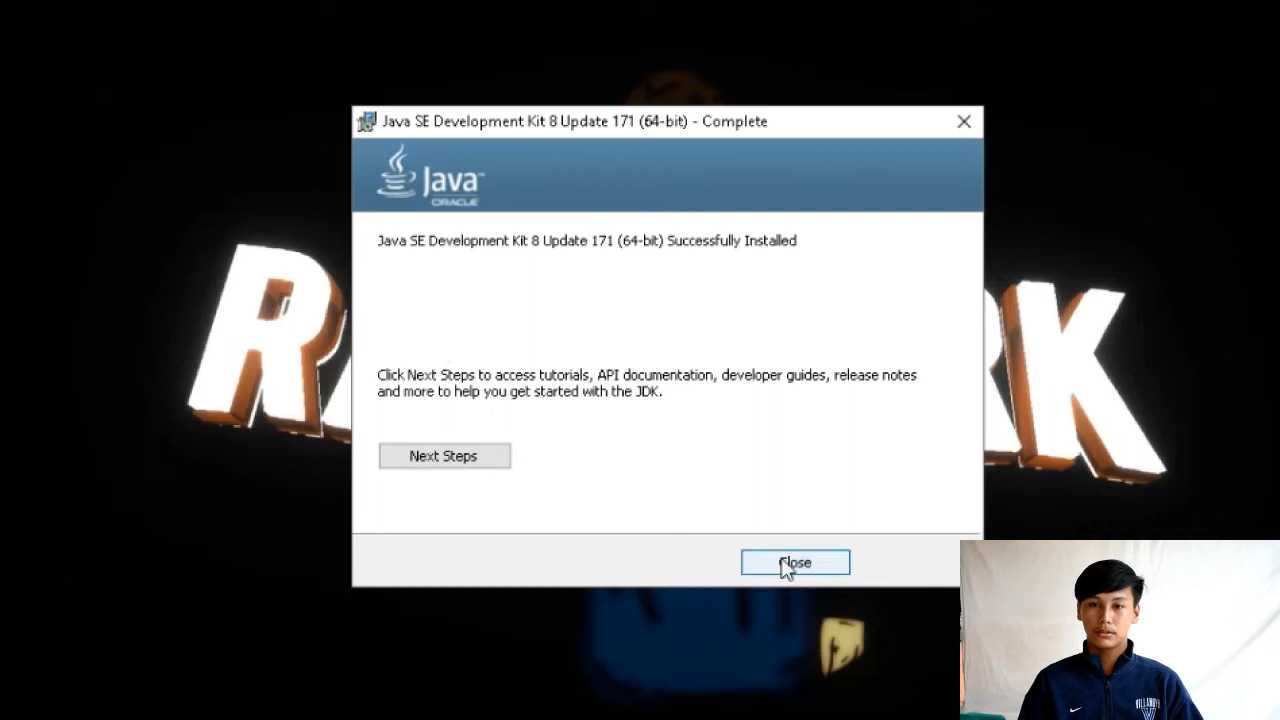 Java SE Development Kit 8 Update 171 (64-bit) - Complete
Java™
ORACLE
Java SE Development Kit 8 Update 171 (64-bit) Successfully Installed
Click Next Steps to access tutorials, API documentation, developer guides, release notes
and more to help you get started with the JDK.
Next Steps
Close
VILLANOVA